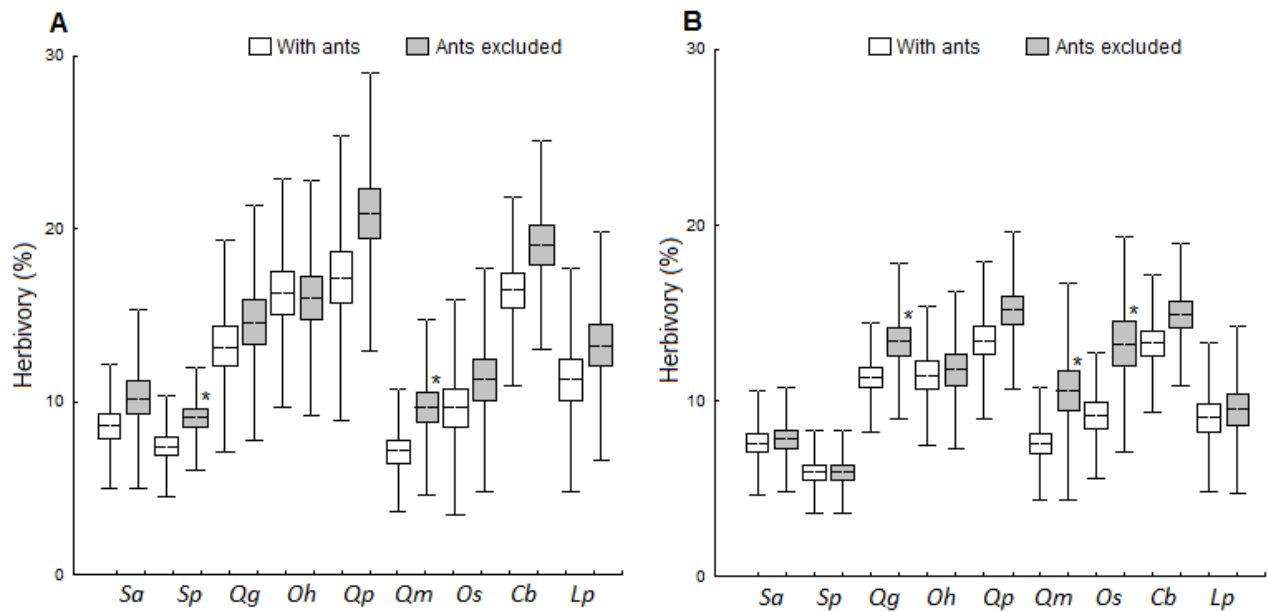 A
With ants Ants excluded
30
20
10
0
Herbivory (%)
* *
Sa Sp Qg Oh Qp Qm Os Cb Lp
B
With ants Ants excluded
30
20
10
0
Herbivory (%)
* * *
Sa Sp Qg Oh Qp Qm Os Cb Lp